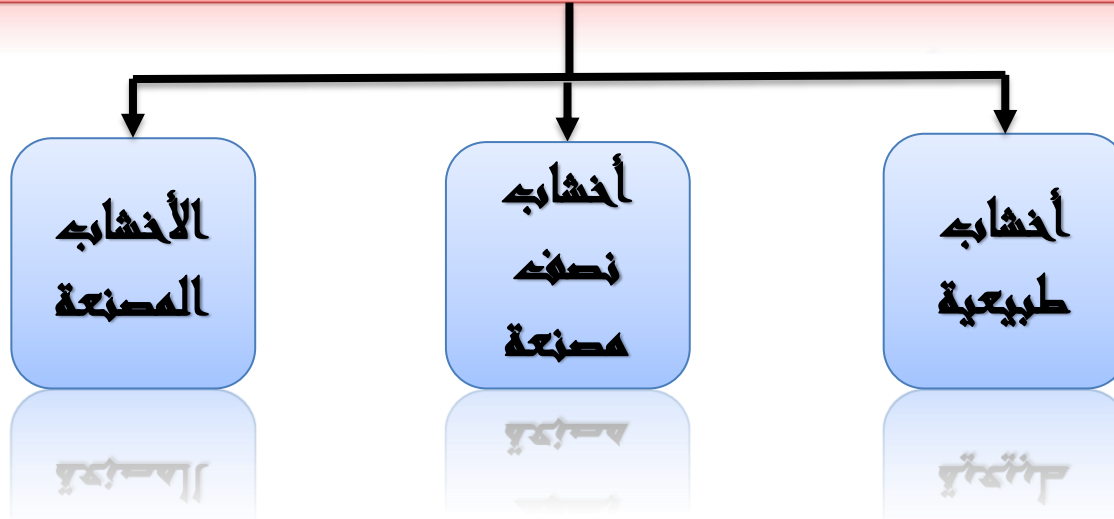 أخشاب
طبيعية
أخشاب
نصف
مصنعة
الأخشاب
المصنعة